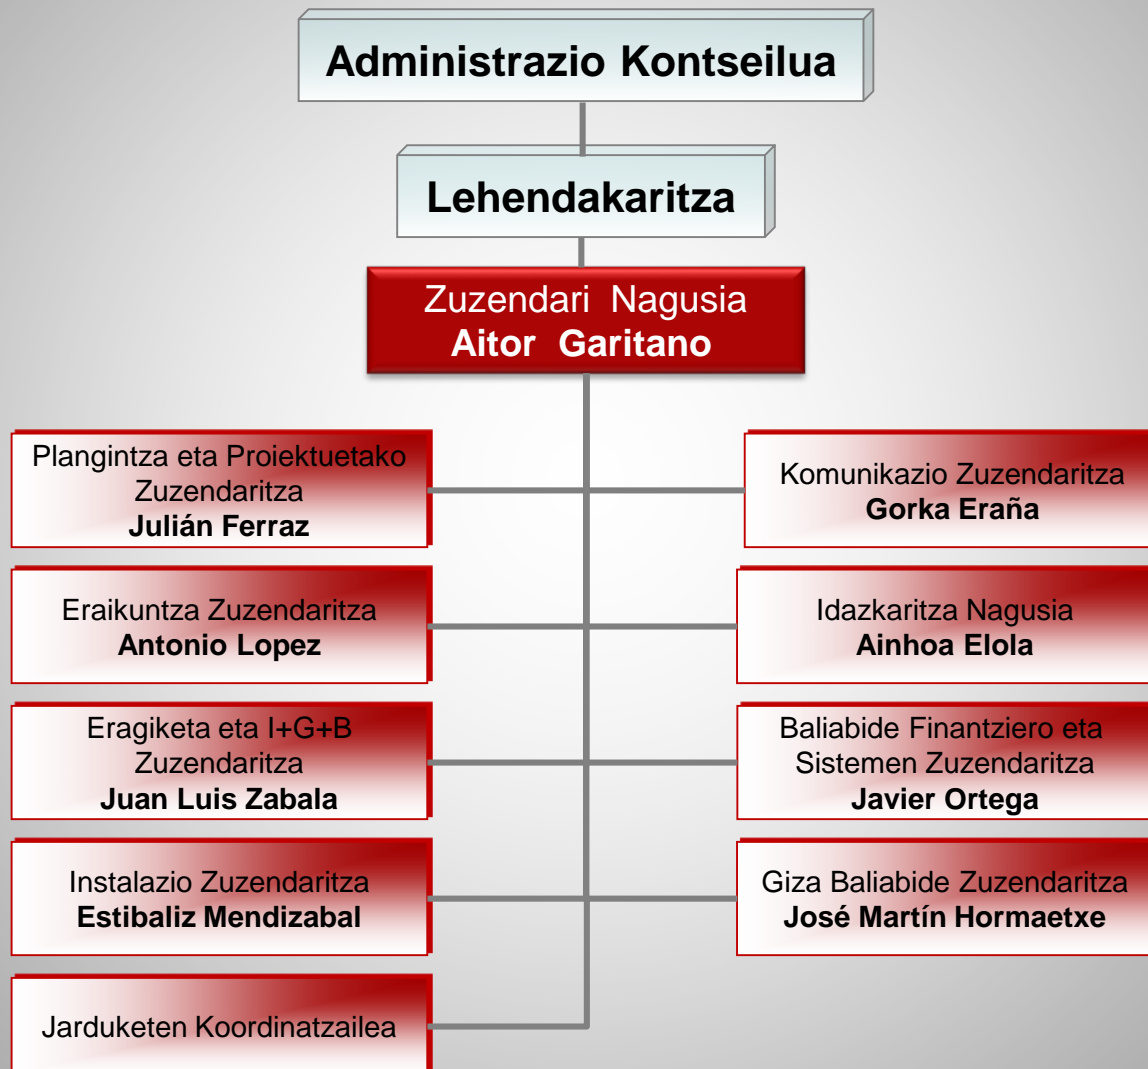 Administrazio Kontseilua
Lehendakaritza
Zuzendari Nagusia
Aitor Garitano
Plangintza eta Proiektuetako
Zuzendaritza
Julián Ferraz
Komunikazio Zuzendaritza
Gorka Eraña
Eraikuntza Zuzendaritza
Antonio Lopez
Idazkaritza Nagusia
Ainhoa Elola
Eragiketa eta I+G+B
Zuzendaritza
Juan Luis Zabala
Baliabide Finantziero eta
Sistemen Zuzendaritza
Javier Ortega
Instalazio Zuzendaritza
Estibaliz Mendizabal
Giza Baliabide Zuzendaritza
José Martín Hormaetxe
Jarduketen Koordinatzailea